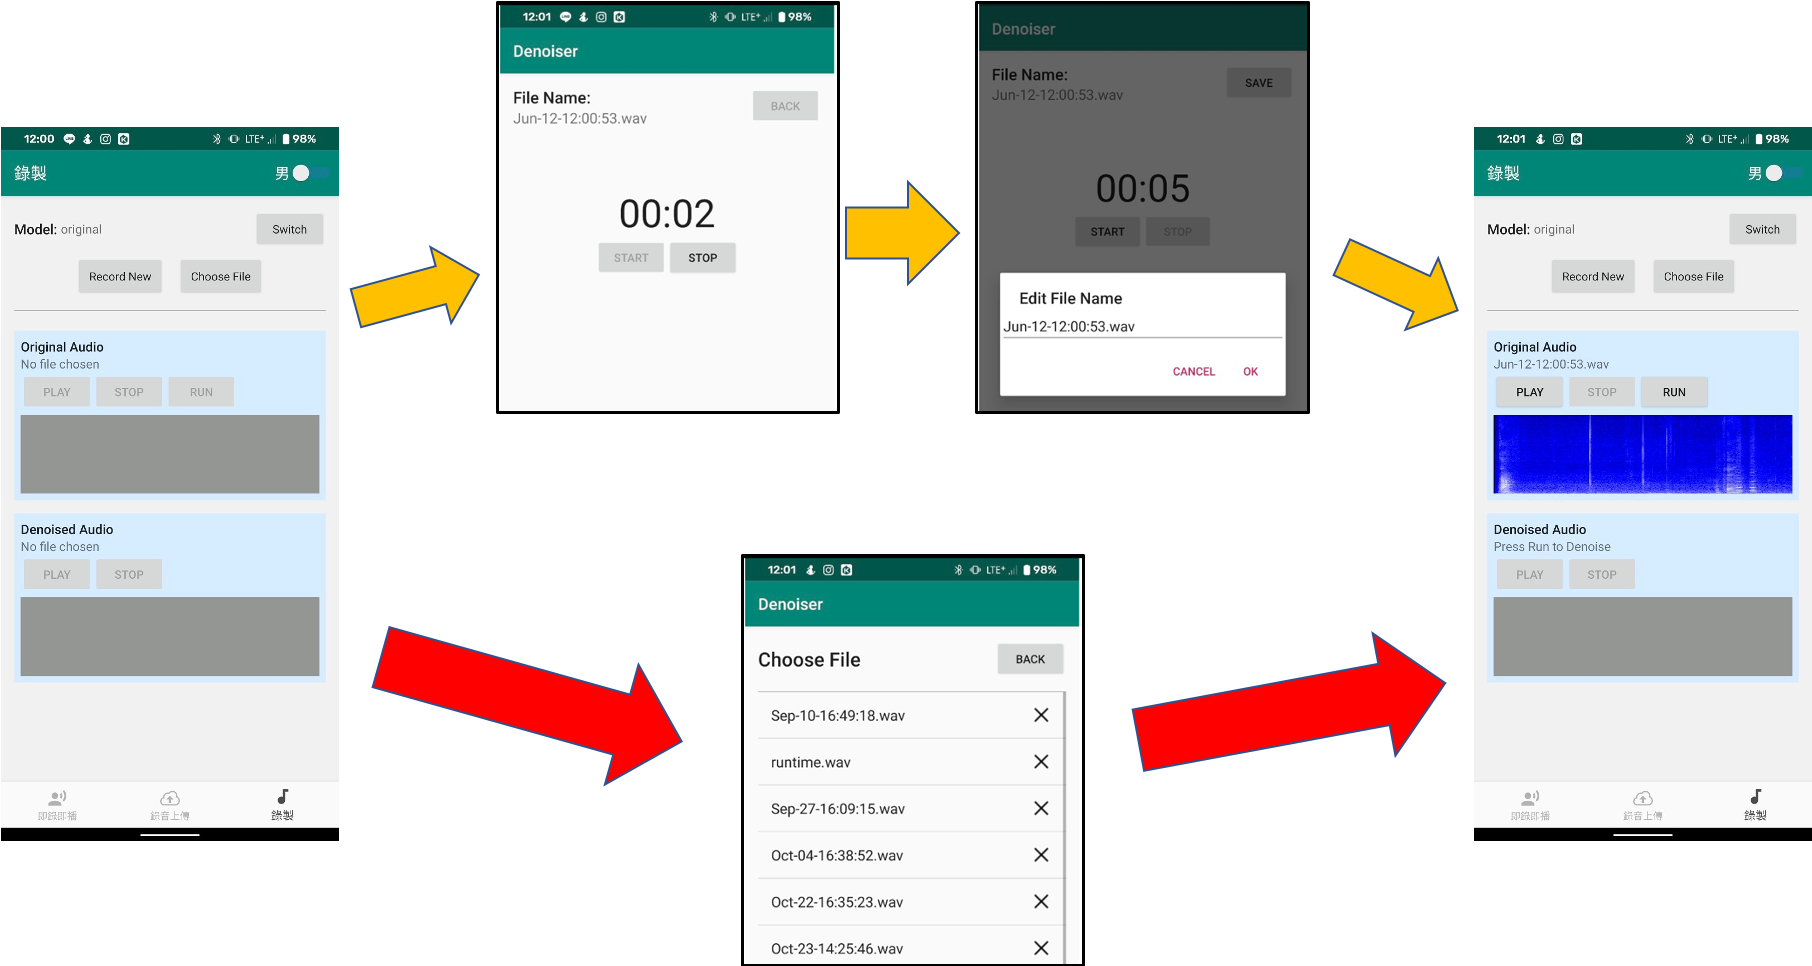 12:00
LTE+
98%
錄製
男
Model: original
Switch
Record New
Choose File
Original Audio
No file chosen
PLAY
STOP
RUN
Denoised Audio
No file chosen
PLAY
STOP
即錄即播
錄音上傳
錄製
12:01
LTE+
98%
Denoiser
File Name:
Jun-12-12:00:53.wav
BACK
00:02
START
STOP
Denoiser
File Name:
Jun-12-12:00:53.wav
SAVE
00:05
START
STOP
Edit File Name
Jun-12-12:00:53.wav
CANCEL
OK
12:01
LTE+
98%
Denoiser
Choose File
BACK
Sep-10-16:49:18.wav
runtime.wav
Sep-27-16:09:15.wav
Oct-04-16:38:52.wav
Oct-22-16:35:23.wav
Oct-23-14:25:46.wav
12:01
LTE+
98%
錄製
男
Model: original
Switch
Record New
Choose File
Original Audio
Jun-12-12:00:53.wav
PLAY
STOP
RUN
Denoised Audio
Press Run to Denoise
PLAY
STOP
即錄即播
錄音上傳
錄製